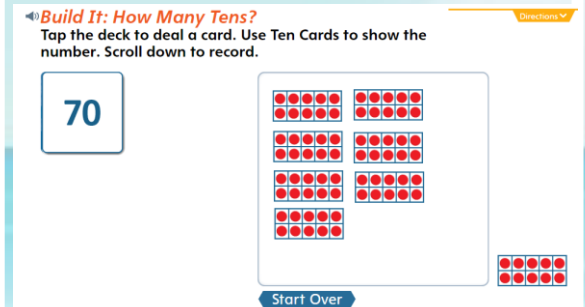 Build It: How Many Tens?
Directions
Tap the deck to deal a card. Use Ten Cards to show the
number. Scroll down to record.
70
Start Over